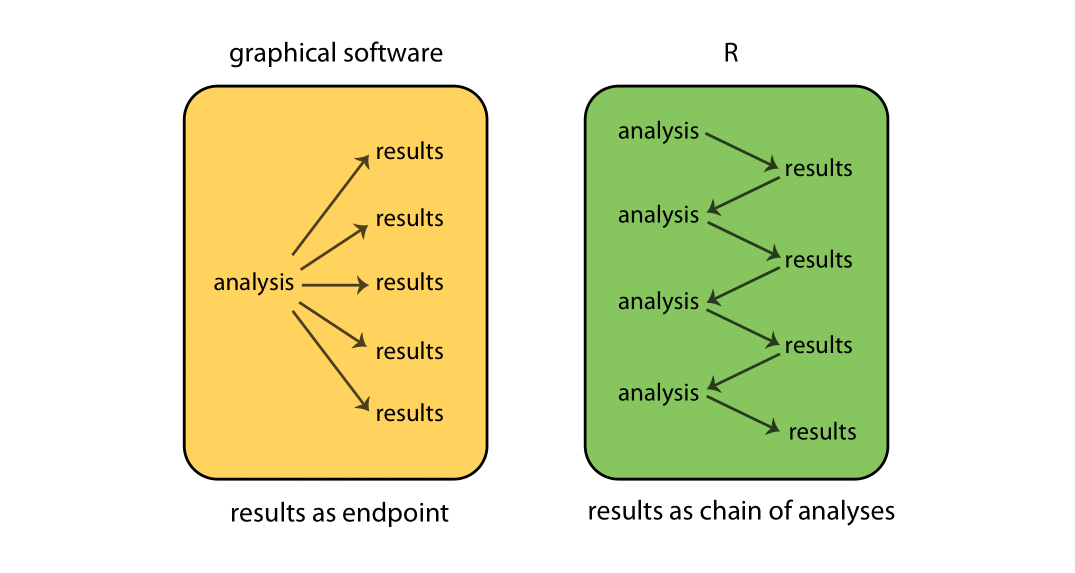 graphical software
results
results
analysis
results
results
results
results as endpoint
R
analysis
results
analysis
results
analysis
results
analysis
results
results as chain of analyses